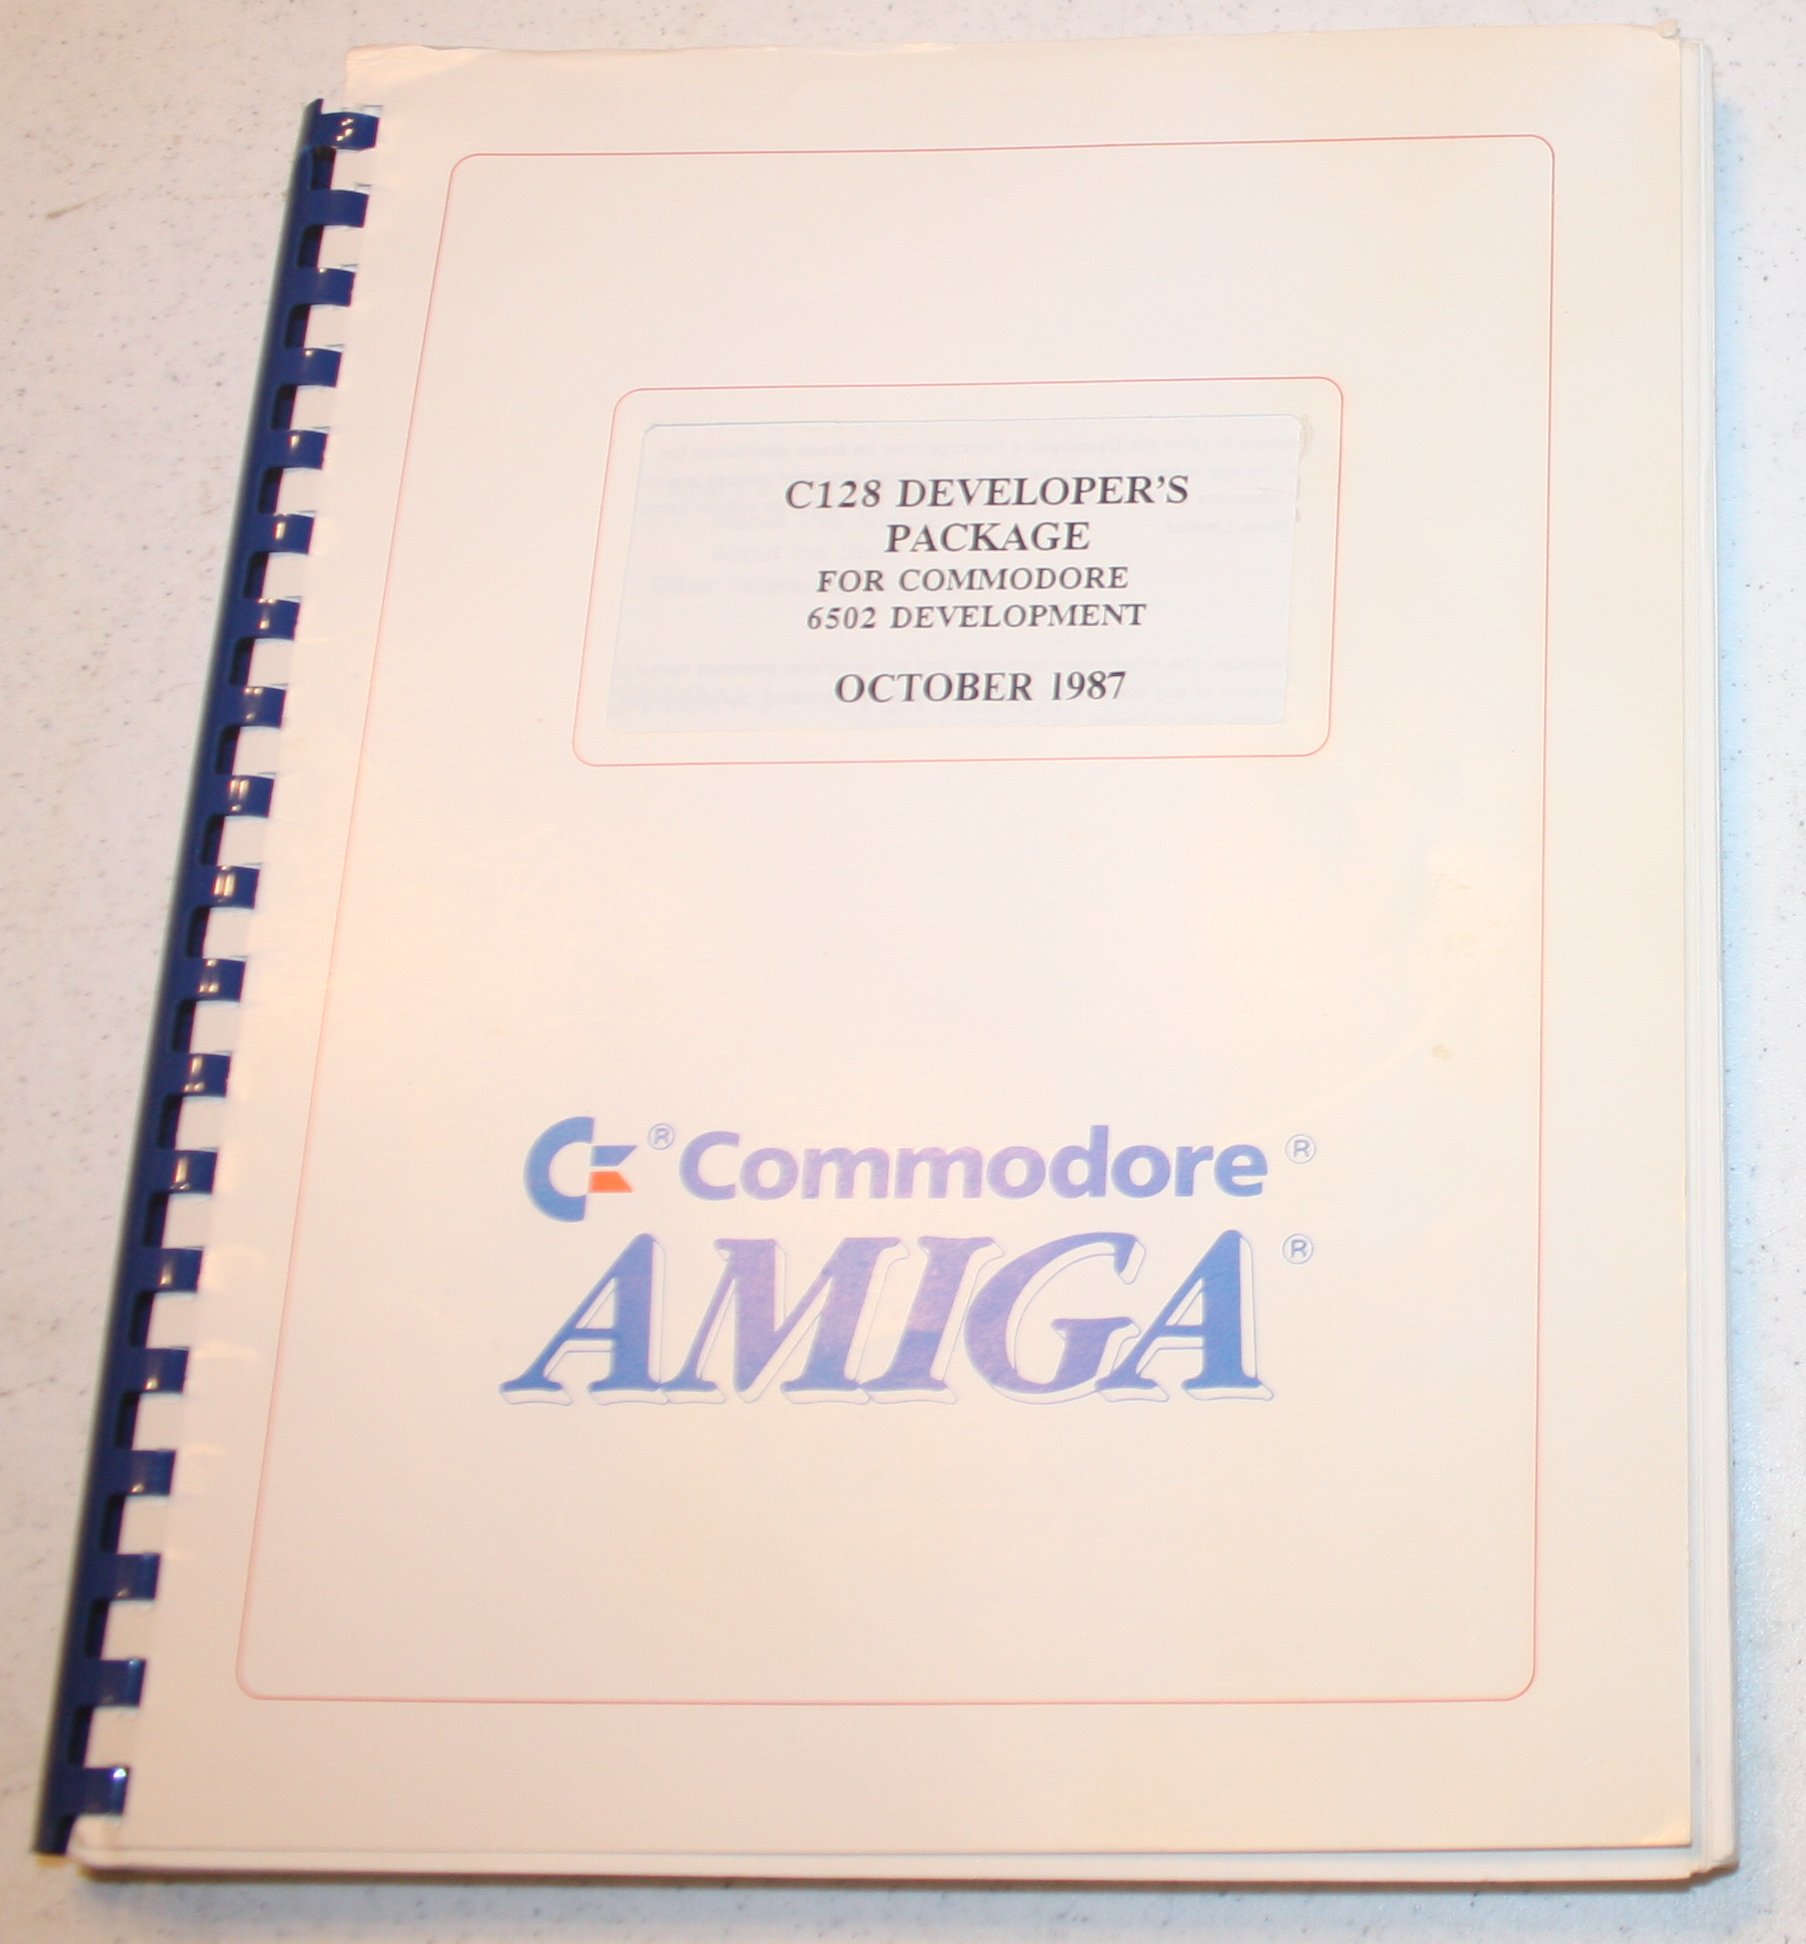 C128 DEVELOPER'S
PACKAGE
FOR COMMODORE
6502 DEVELOPMENT
OCTOBER 1987
® Commodore ®
AMIGA ®